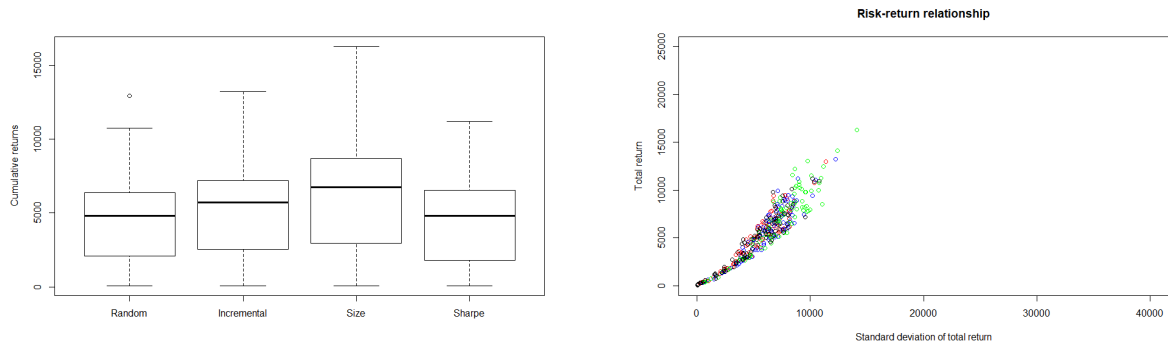 Cumulative returns
15000
10000
5000
0
Random Incremental Size Sharpe
Risk-return relationship
Total return
25000
20000
15000
10000
5000
0
0 10000 20000 30000 40000
Standard deviation of total return